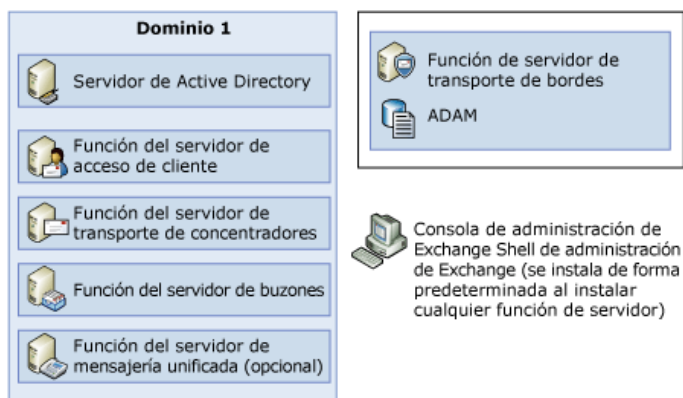 Dominio 1
Servidor de Active Directory
Función del servidor de
acceso de cliente
Función del servidor de
transporte de concentradores
Función del servidor de buzones
Función del servidor de
mensajería unificada (opcional)
Función de servidor de
transporte de bordes
ADAM
Consola de administración de
Exchange Shell de administración
de Exchange (se instala de forma
predeterminada al instalar
cualquier función de servidor)